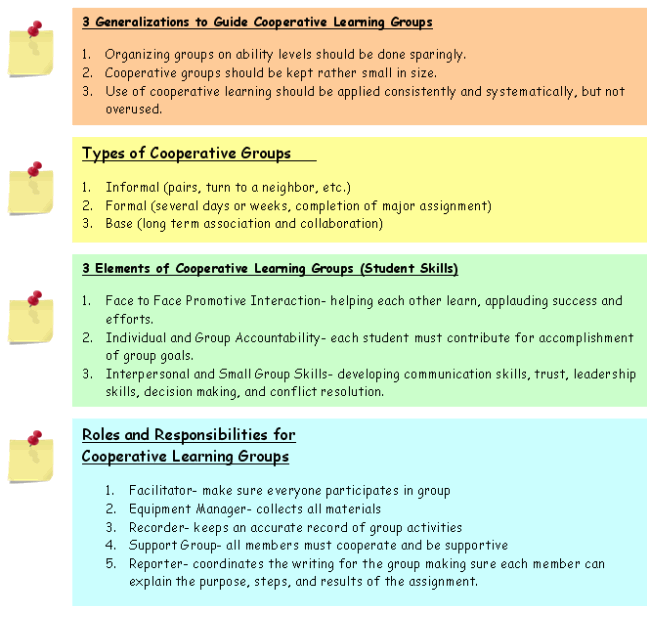 3 Generalizations to Guide Cooperative Learning Groups
1. Organizing groups on ability levels should be done sparingly.
2. Cooperative groups should be kept rather small in size.
3. Use of cooperative learning should be applied consistently and systematically, but not
overused.
Types of Cooperative Groups
1. Informal (pairs, turn to a neighbor, etc.)
2. Formal (several days or weeks, completion of major assignment)
3. Base (long term association and collaboration)
3 Elements of Cooperative Learning Groups (Student Skills)
1. Face to Face Promotive Interaction- helping each other learn, applauding success and
efforts.
2. Individual and Group Accountability- each student must contribute for accomplishment
of group goals.
3. Interpersonal and Small Group Skills- developing communication skills, trust, leadership
skills, decision making, and conflict resolution.
Roles and Responsibilities for
Cooperative Learning Groups
1. Facilitator- make sure everyone participates in group
2. Equipment Manager- collects all materials
3. Recorder- keeps an accurate record of group activities
4. Support Group- all members must cooperate and be supportive
5. Reporter- coordinates the writing for the group making sure each member can
explain the purpose, steps, and results of the assignment.